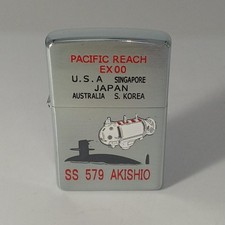 PACIFIC REACH
EX00
U.S.A SINGAPORE
JAPAN
AUSTRALIA S. KOREA
SS 579 AKISHIO